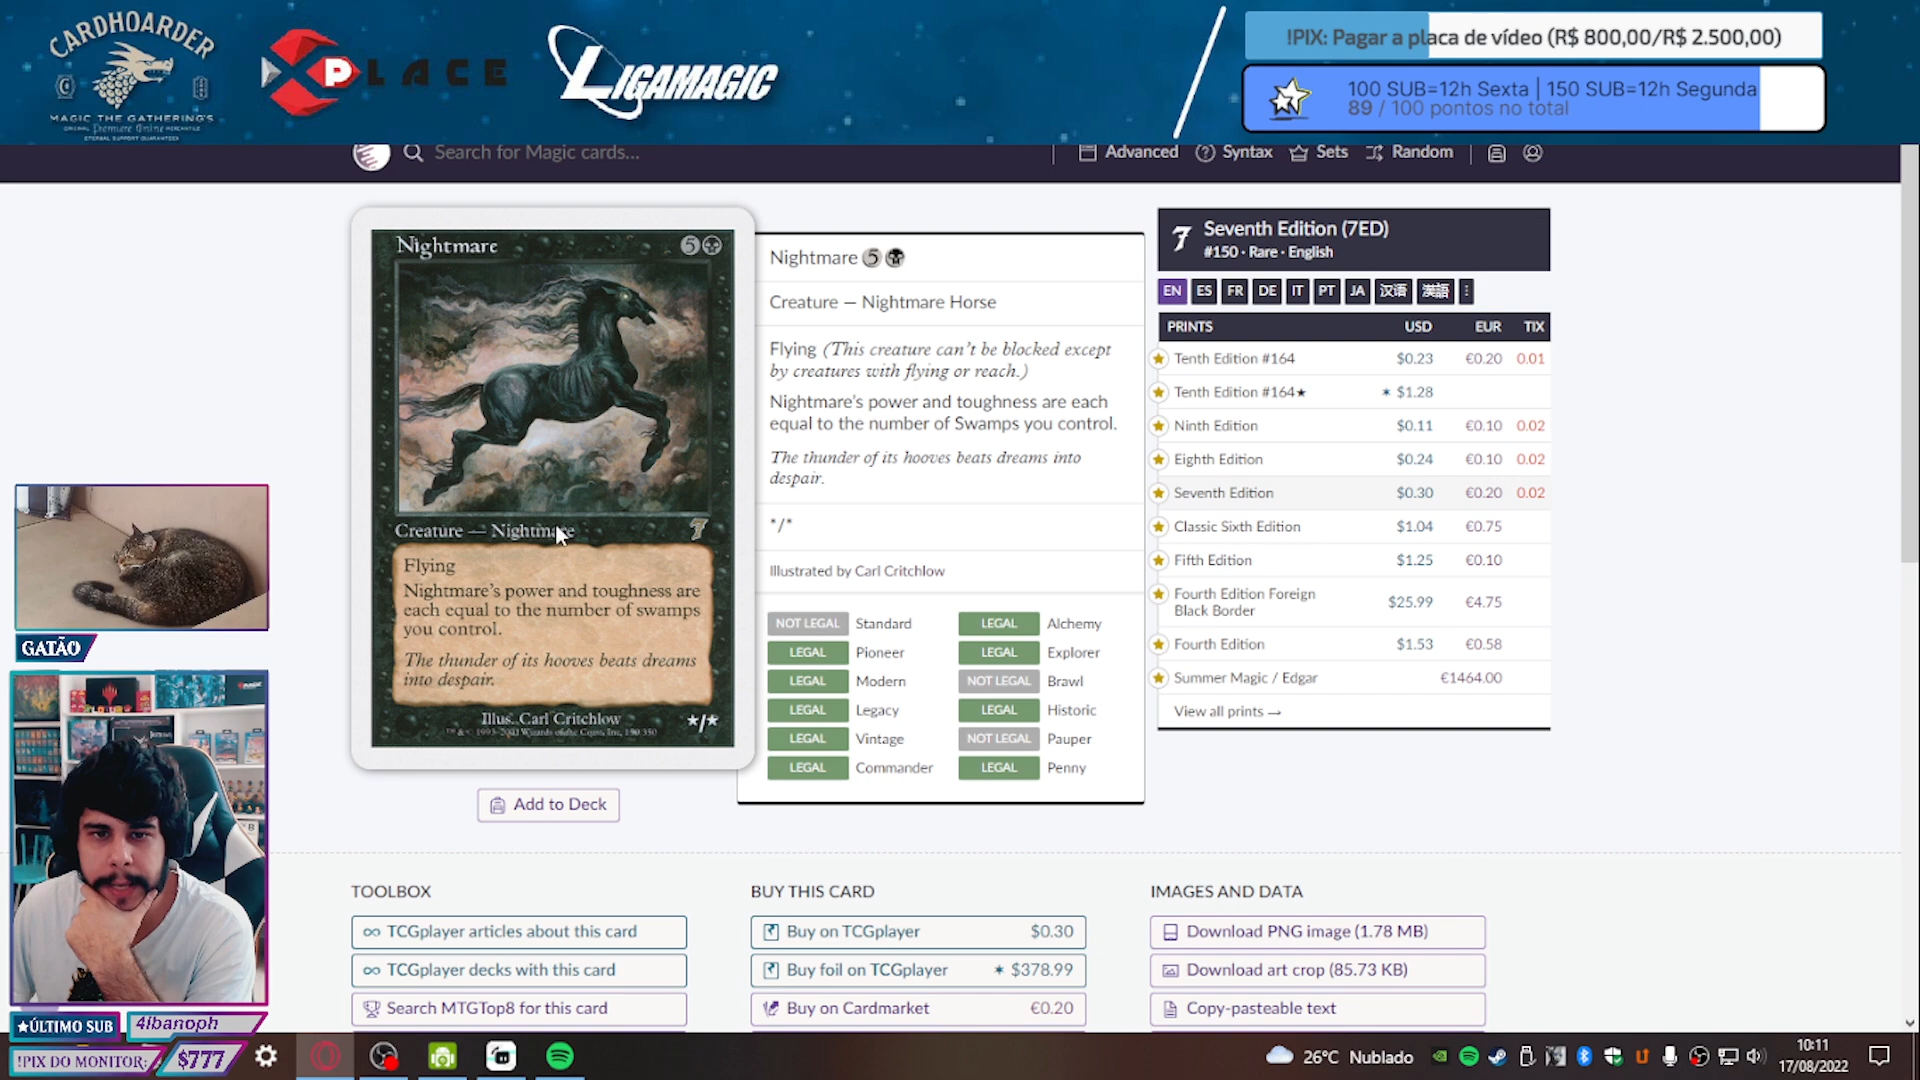 CARDHOARDER
MAGIC THE GATHERING'S
ETERNAL SUPPORT GUARANTEED
XPLACE
LIGAMAGIC
!PIX: Pagar a placa de vídeo (R$ 800,00/R$ 2.500,00)
100 SUB=12h Sexta | 150 SUB=12h Segunda
89 / 100 pontos no total
Search for Magic cards...
Advanced
Syntax
Sets
Random
Nightmare 5
Creature — Nightmare
Flying
Nightmare's power and toughness are
each equal to the number of swamps
you control.
The thunder of its hooves beats dreams
into despair.
Illus. Carl Critchlow
★/★
Add to Deck
Nightmare 5
Creature — Nightmare Horse
Flying (This creature can't be blocked except
by creatures with flying or reach.)
Nightmare's power and toughness are each
equal to the number of Swamps you control.
The thunder of its hooves beats dreams into
despair.
*/*
Illustrated by Carl Critchlow
NOT LEGAL Standard LEGAL Alchemy
LEGAL Pioneer LEGAL Explorer
LEGAL Modern NOT LEGAL Brawl
LEGAL Legacy LEGAL Historic
LEGAL Vintage NOT LEGAL Pauper
LEGAL Commander LEGAL Penny
7 Seventh Edition (7ED)
#150 · Rare · English
EN ES FR DE IT PT JA 汉语 漢語
PRINTS USD EUR TIX
Tenth Edition #164 $0.23 €0.20 0.01
Tenth Edition #164★ ✶ $1.28
Ninth Edition $0.11 €0.10 0.02
Eighth Edition $0.24 €0.10 0.02
Seventh Edition $0.30 €0.20 0.02
Classic Sixth Edition $1.04 €0.75
Fifth Edition $1.25 €0.10
Fourth Edition Foreign
Black Border $25.99 €4.75
Fourth Edition $1.53 €0.58
Summer Magic / Edgar €1464.00
View all prints →
GATÃO
TOOLBOX
TCGplayer articles about this card
TCGplayer decks with this card
Search MTGTop8 for this card
BUY THIS CARD
Buy on TCGplayer $0.30
Buy foil on TCGplayer ✶ $378.99
Buy on Cardmarket €0.20
IMAGES AND DATA
Download PNG image (1.78 MB)
Download art crop (85.73 KB)
Copy-pasteable text
★ÚLTIMO SUB 4lbanoph
!PIX DO MONITOR: $777
26°C Nublado
10:11
17/08/2022